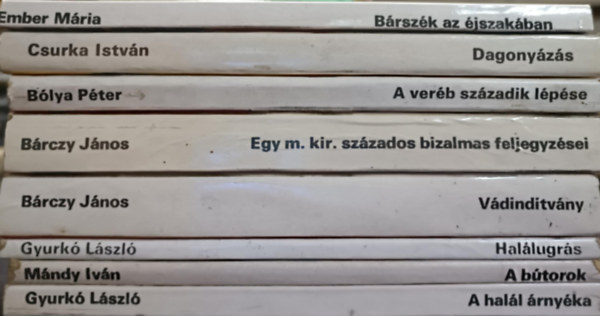 Ember Mária Bárszék az éjszakában
Csurka István Dagonyázás
Bólya Péter A veréb századik lépése
Bárczy János Egy m. kir. százados bizalmas feljegyzései
Bárczy János Vádindítvány
Gyurkó László Halálugrás
Mándy Iván A bútorok
Gyurkó László A halál árnyéka